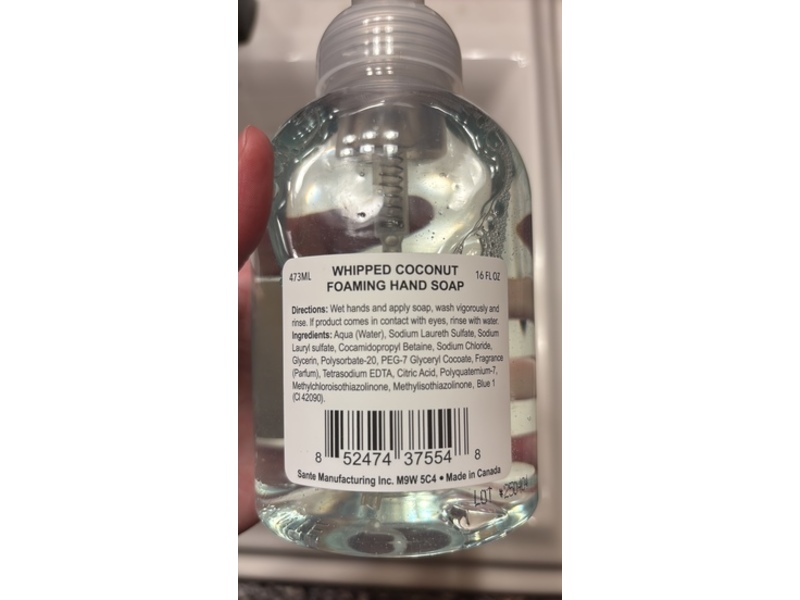 473ML
WHIPPED COCONUT
FOAMING HAND SOAP
16 FL OZ
Directions: Wet hands and apply soap, wash vigorously and
rinse. If product comes in contact with eyes, rinse with water.
Ingredients: Aqua (Water), Sodium Laureth Sulfate, Sodium
Lauryl sulfate, Cocamidopropyl Betaine, Sodium Chloride,
Glycerin, Polysorbate-20, PEG-7 Glyceryl Cocoate, Fragrance
(Parfum), Tetrasodium EDTA, Citric Acid, Polyquaternium-7,
Methylchloroisothiazolinone, Methylisothiazolinone, Blue 1
(CI 42090).
8 52474 37554 8
Sante Manufacturing Inc. M9W 5C4 • Made in Canada
LOT #250404